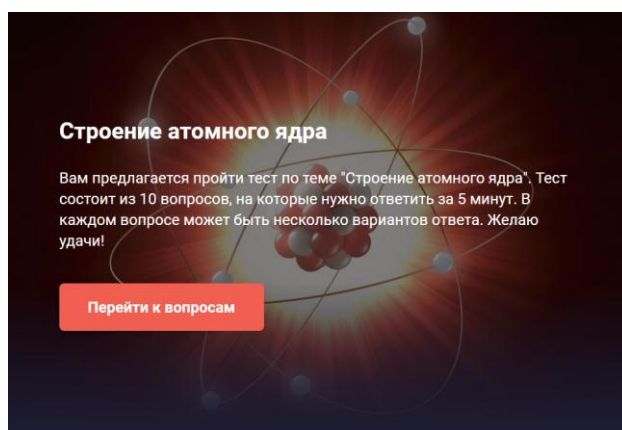 Строение атомного ядра
Вам предлагается пройти тест по теме "Строение атомного ядра". Тест
состоит из 10 вопросов, на которые нужно ответить за 5 минут. В
каждом вопросе может быть несколько вариантов ответа. Желаю
удачи!
Перейти к вопросам